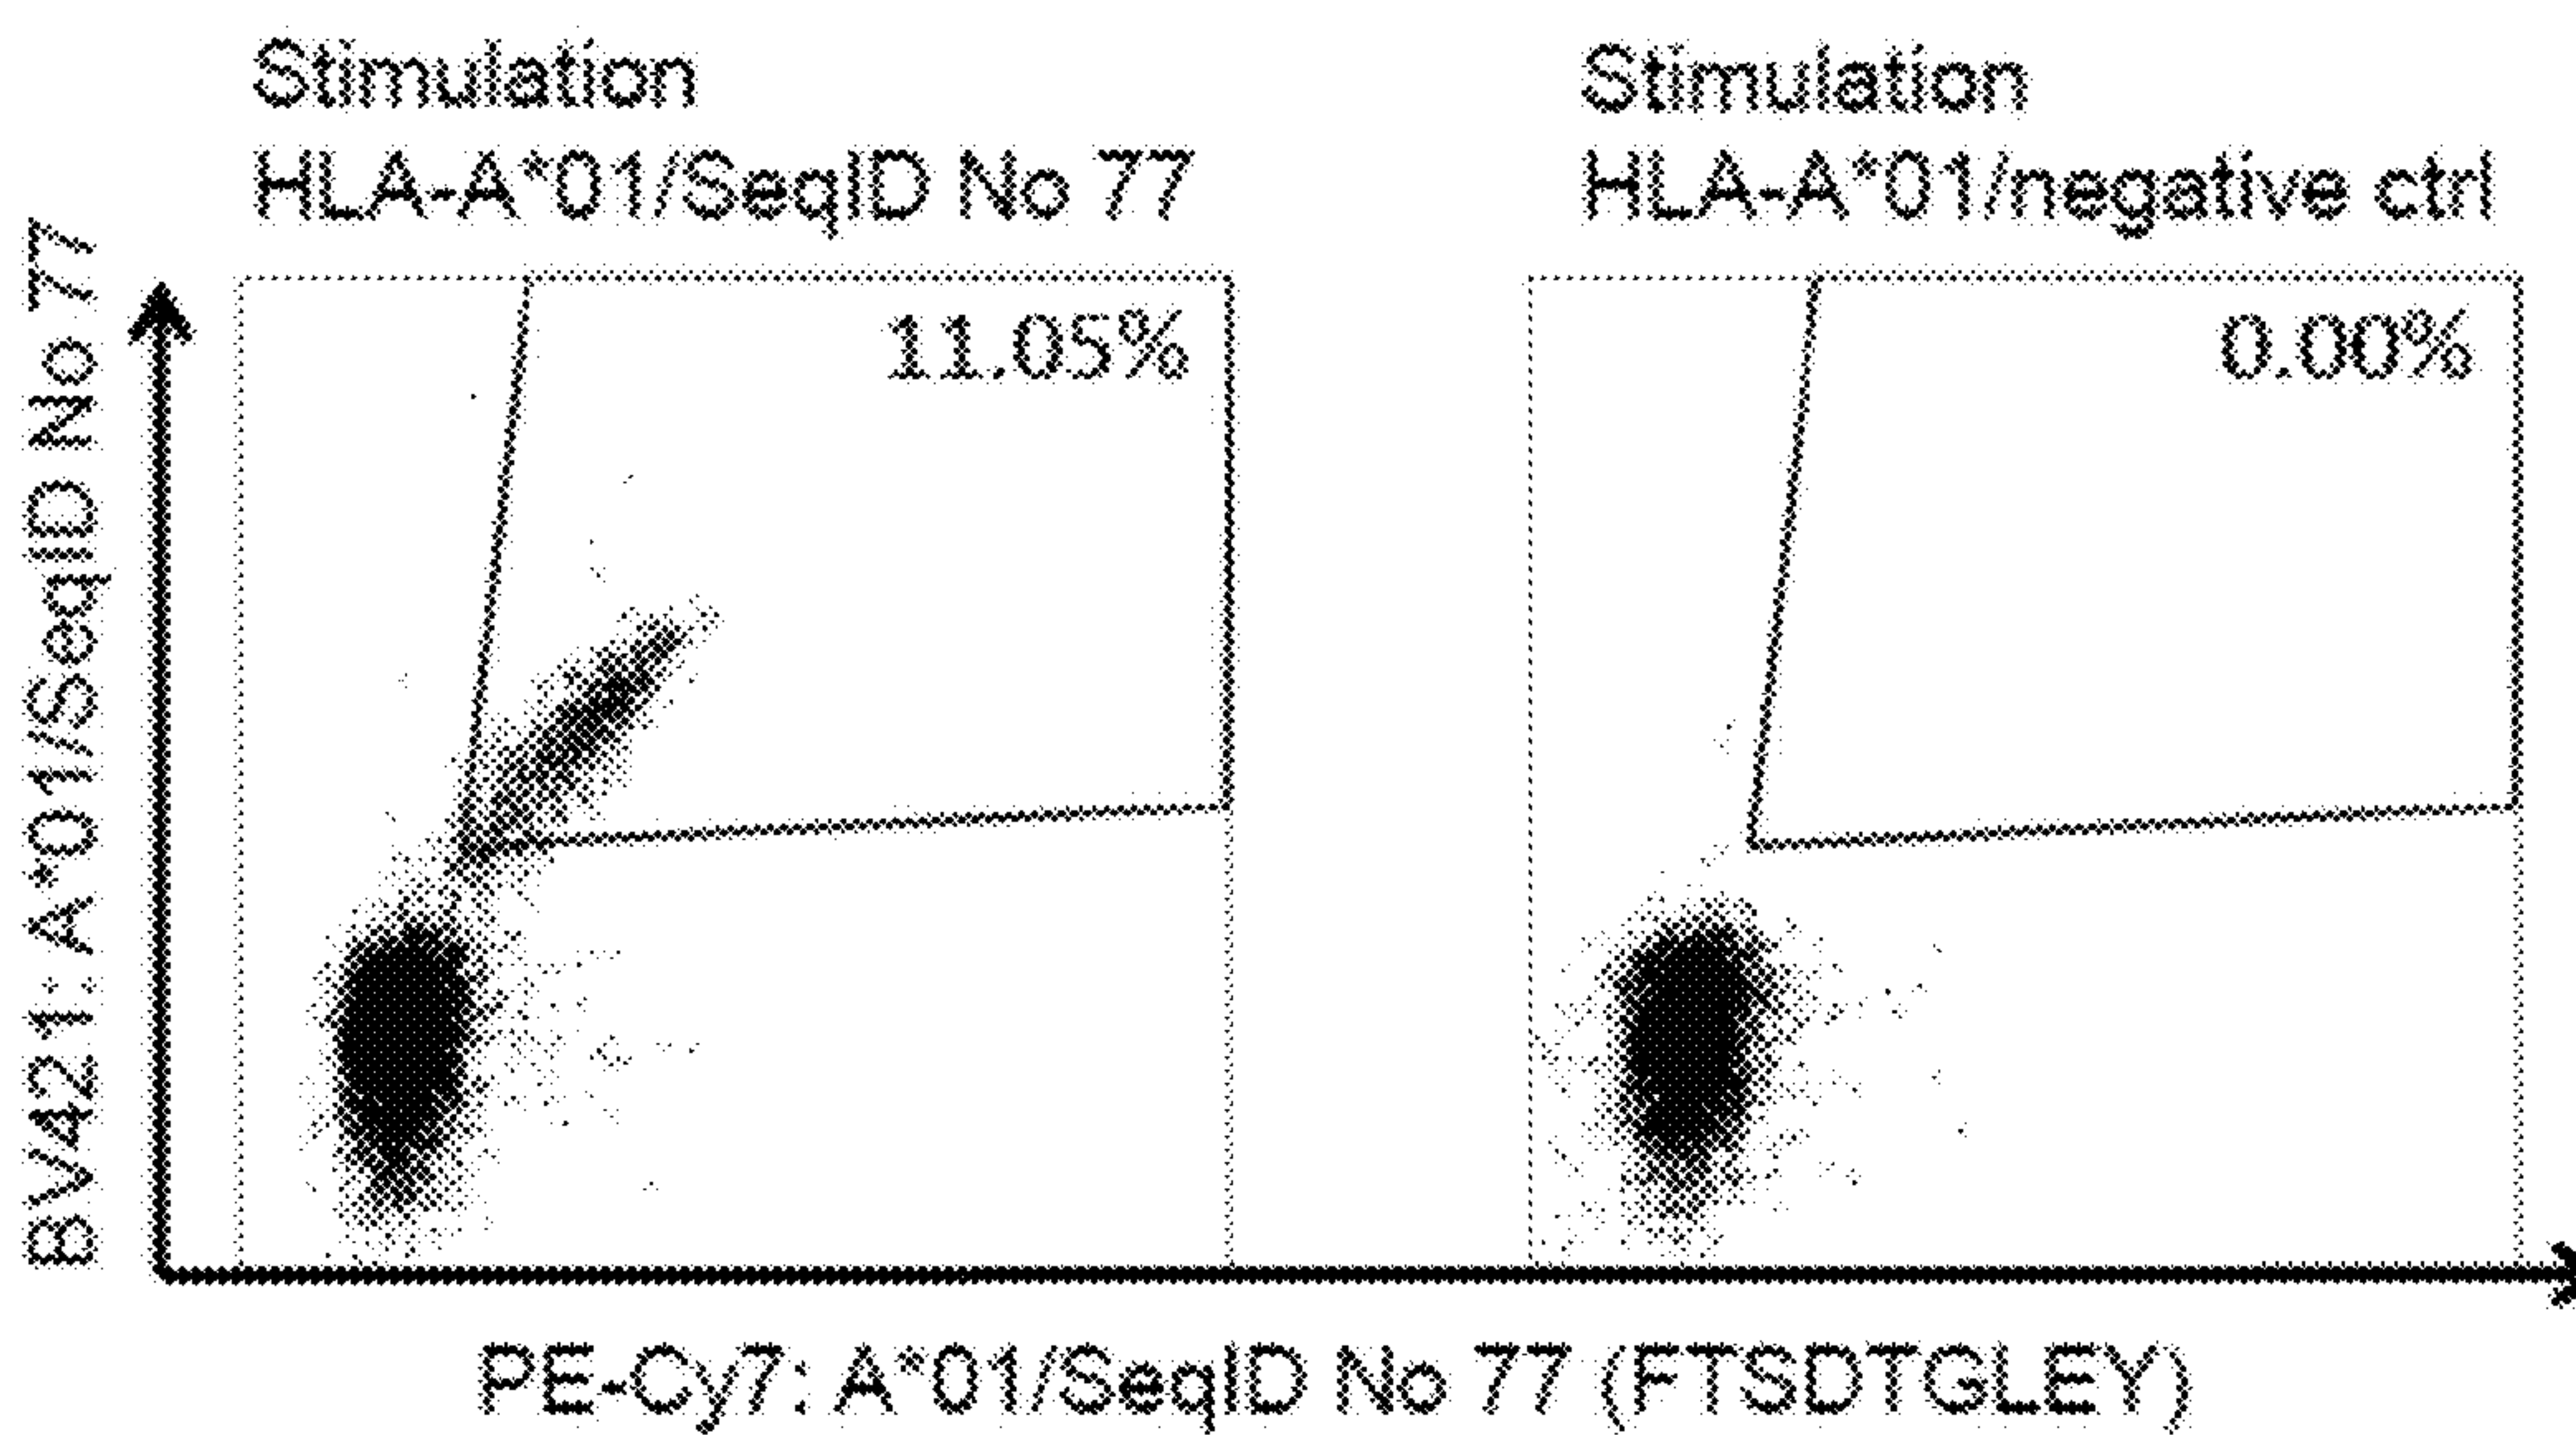 Stimulation
HLA-A*01/SeqID No 77
Stimulation
HLA-A*01/negative ctrl
11.05%
0.00%
BV421: A*01/SeqID No 77
PE-Cy7: A*01/SeqID No 77 (FTSDTGLEY)